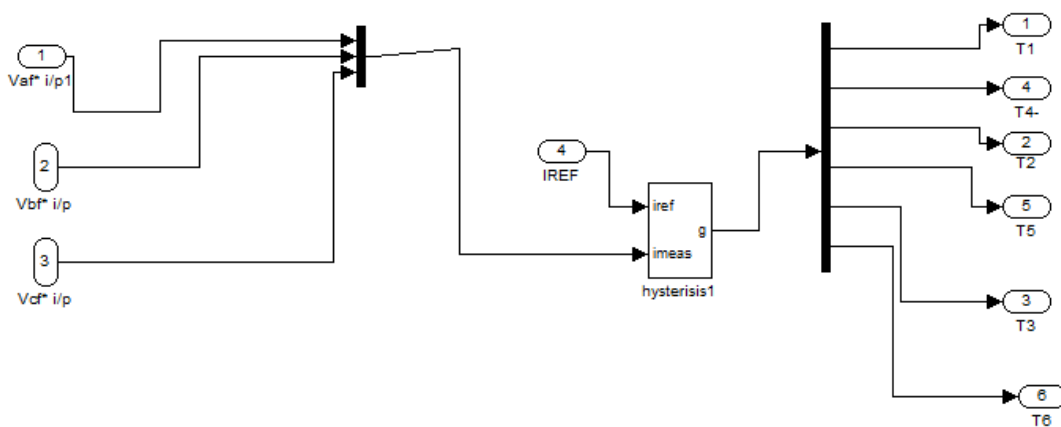 1
Vaf* i/p1
2
Vbf* i/p
3
Vcf* i/p
4
IREF
iref
g
imeas
hysterisis1
1
T1
4
T4-
2
T2
5
T5
3
T3
6
T6